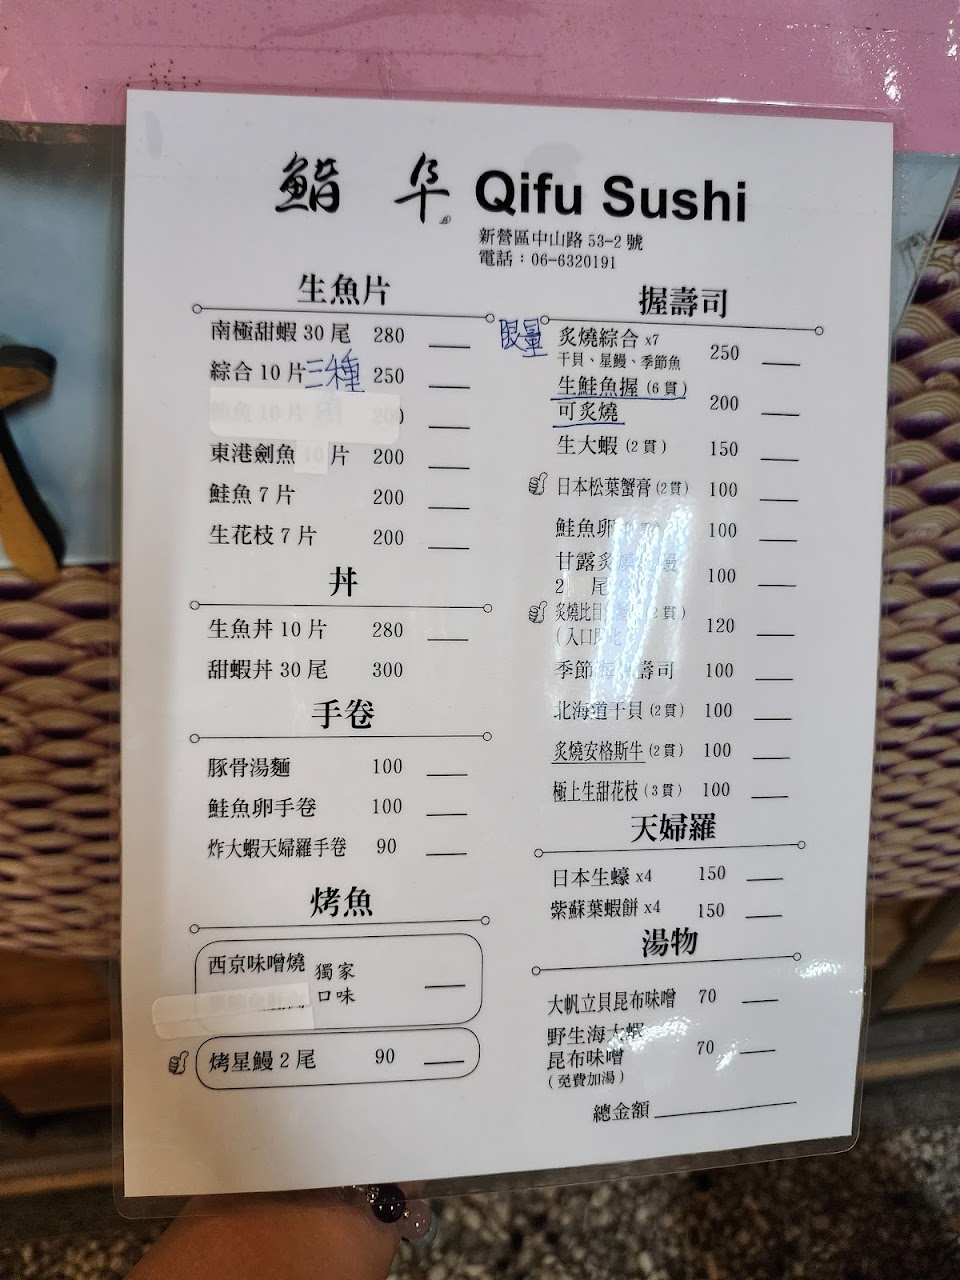 鮨 阜 Qifu Sushi
新營區中山路 53-2 號
電話：06-6320191
生魚片
南極甜蝦 30 尾 280
綜合 10 片 三種 250
東港劍魚 片 200
鮭魚 7 片 200
生花枝 7 片 200
丼
生魚丼 10 片 280
甜蝦丼 30 尾 300
手卷
豚骨湯麵 100
鮭魚卵手卷 100
炸大蝦天婦羅手卷 90
烤魚
西京味噌燒 獨家
口味
烤星鰻 2 尾 90
握壽司
限量 炙燒綜合 x7 250
干貝、星鰻、季節魚
生鮭魚握 (6 貫)
可炙燒 200
生大蝦 (2 貫) 150
日本松葉蟹膏 (2貫) 100
鮭魚卵 100
甘露炙
2 尾 100
炙燒比目 (2 貫) 120
(入口
季節 壽司 100
北海道干貝 (2 貫) 100
炙燒安格斯牛 (2 貫) 100
極上生甜花枝 (3 貫) 100
天婦羅
日本生蠔 x4 150
紫蘇葉蝦餅 x4 150
湯物
大帆立貝昆布味噌 70
野生海大蝦
昆布味噌 70
(免費加湯)
總金額